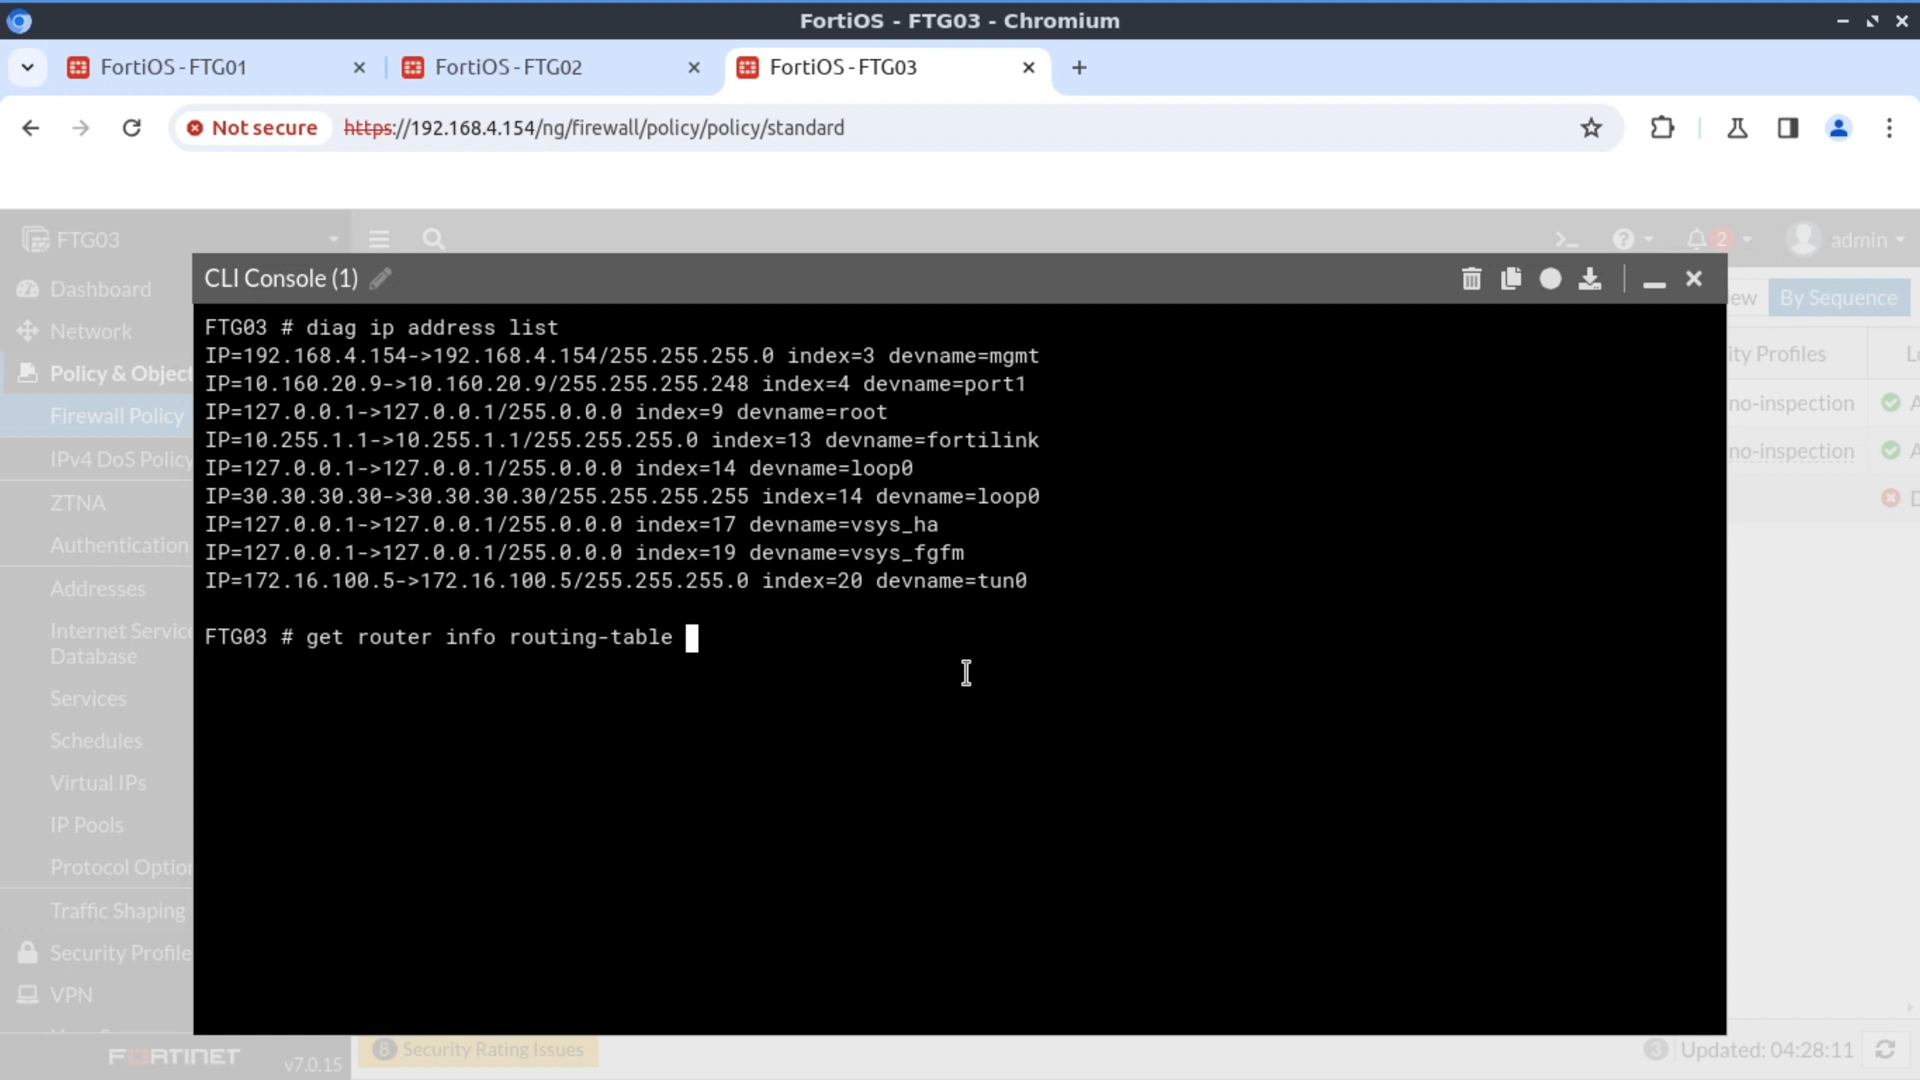 FortiOS - FTG03 - Chromium
FortiOS - FTG01
FortiOS - FTG02
FortiOS - FTG03
Not secure
https://192.168.4.154/ng/firewall/policy/policy/standard
FTG03
2
admin
Dashboard
Network
Policy & Object
Firewall Policy
IPv4 DoS Policy
ZTNA
Authentication
Addresses
Internet Service
Database
Services
Schedules
Virtual IPs
IP Pools
Protocol Option
Traffic Shaping
Security Profile
VPN
FORTINET v7.0.15
CLI Console (1)
FTG03 # diag ip address list
IP=192.168.4.154->192.168.4.154/255.255.255.0 index=3 devname=mgmt
IP=10.160.20.9->10.160.20.9/255.255.255.248 index=4 devname=port1
IP=127.0.0.1->127.0.0.1/255.0.0.0 index=9 devname=root
IP=10.255.1.1->10.255.1.1/255.255.255.0 index=13 devname=fortilink
IP=127.0.0.1->127.0.0.1/255.0.0.0 index=14 devname=loop0
IP=30.30.30.30->30.30.30.30/255.255.255.255 index=14 devname=loop0
IP=127.0.0.1->127.0.0.1/255.0.0.0 index=17 devname=vsys_ha
IP=127.0.0.1->127.0.0.1/255.0.0.0 index=19 devname=vsys_fgfm
IP=172.16.100.5->172.16.100.5/255.255.255.0 index=20 devname=tun0
FTG03 # get router info routing-table
ew
By Sequence
ity Profiles
no-inspection
no-inspection
8 Security Rating Issues
3 Updated: 04:28:11